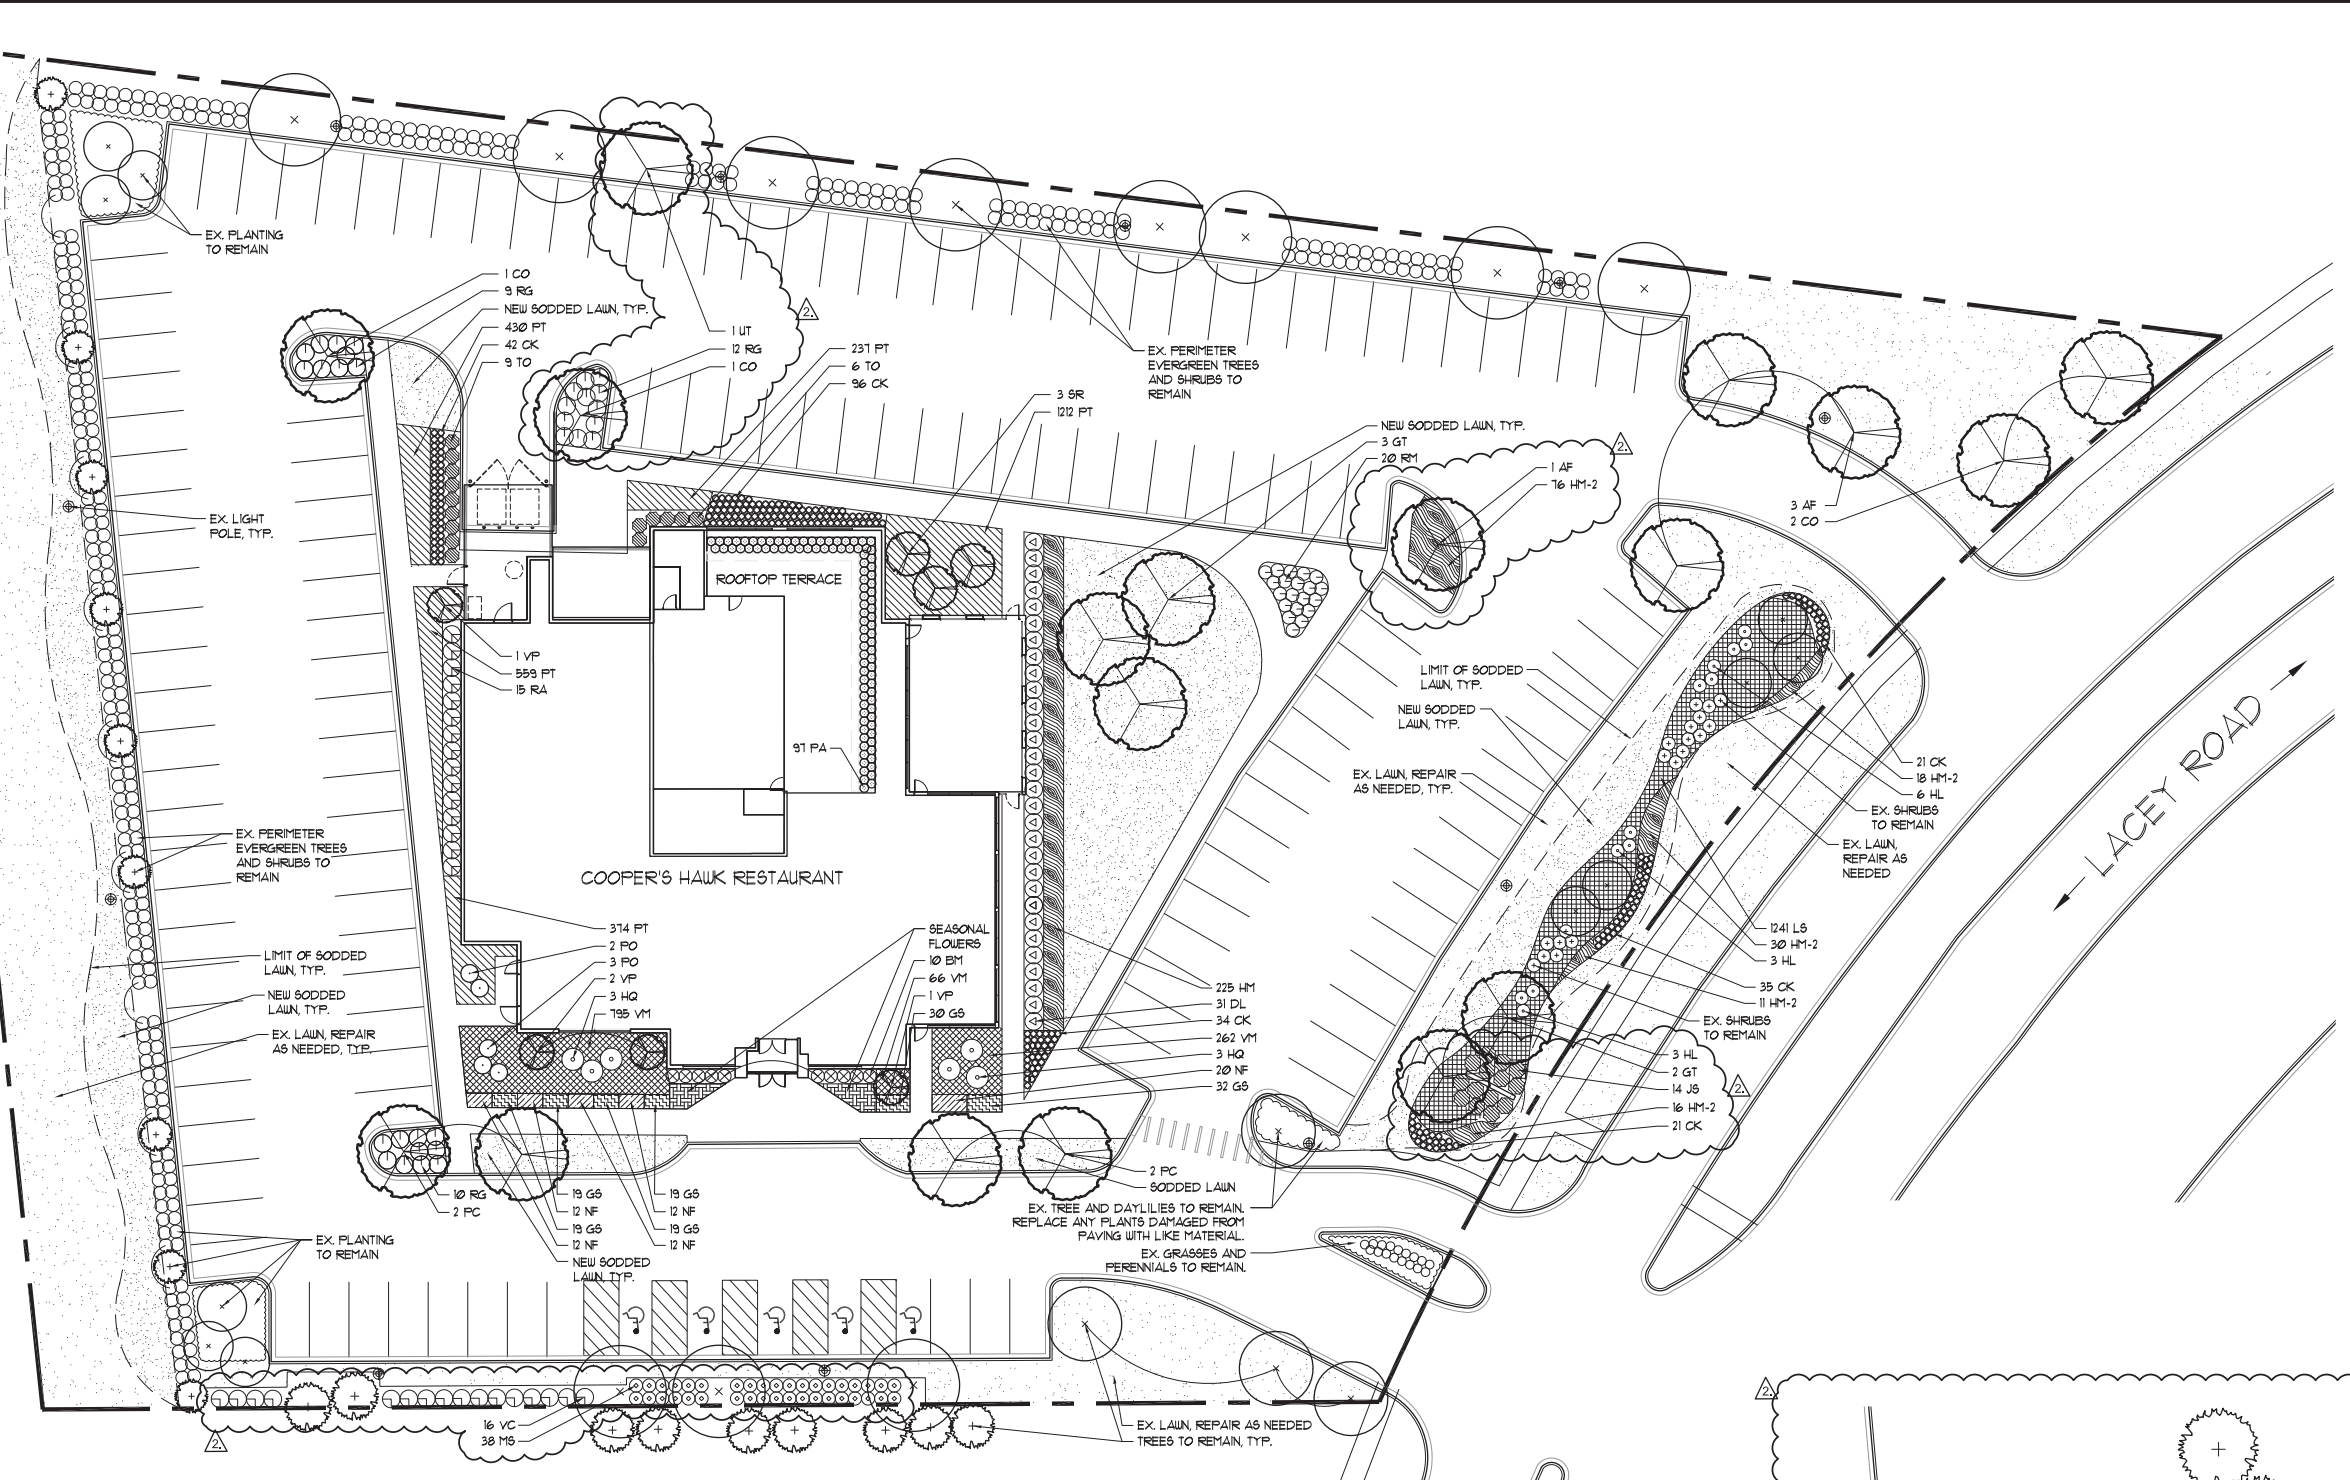 EX. PLANTING
TO REMAIN
1 CO
9 RG
NEW SODDED LAWN, TYP.
430 PT
42 CK
9 TO
2.
1 UT
12 RG
1 CO
237 PT
6 TO
96 CK
EX. PERIMETER
EVERGREEN TREES
AND SHRUBS TO
REMAIN
3 SR
1212 PT
NEW SODDED LAWN, TYP.
3 GT
20 RM
2.
1 AF
76 HM-2
3 AF
2 CO
EX. LIGHT
POLE, TYP.
ROOFTOP TERRACE
1 VP
559 PT
15 RA
97 PA
LIMIT OF SODDED
LAWN, TYP.
NEW SODDED
LAWN, TYP.
EX. LAWN, REPAIR
AS NEEDED, TYP.
21 CK
18 HM-2
6 HL
EX. SHRUBS
TO REMAIN
EX. LAWN,
REPAIR AS
NEEDED
LACEY ROAD
EX. PERIMETER
EVERGREEN TREES
AND SHRUBS TO
REMAIN
COOPER'S HAWK RESTAURANT
374 PT
2 PO
3 PO
2 VP
3 HQ
795 VM
SEASONAL
FLOWERS
10 BM
66 VM
1 VP
30 GS
LIMIT OF SODDED
LAWN, TYP.
NEW SODDED
LAWN, TYP.
EX. LAWN, REPAIR
AS NEEDED, TYP.
225 HM
31 DL
34 CK
262 VM
3 HQ
20 NF
32 GS
1241 LS
30 HM-2
3 HL
35 CK
11 HM-2
EX. SHRUBS
TO REMAIN
3 HL
2 GT
14 JS
16 HM-2
21 CK
2.
10 RG
2 PC
19 GS
12 NF
19 GS
12 NF
NEW SODDED
LAWN, TYP.
19 GS
12 NF
19 GS
12 NF
2 PC
SODDED LAWN
EX. TREE AND DAYLILIES TO REMAIN.
REPLACE ANY PLANTS DAMAGED FROM
PAVING WITH LIKE MATERIAL.
EX. GRASSES AND
PERENNIALS TO REMAIN.
EX. PLANTING
TO REMAIN
16 VC
38 MS
2.
EX. LAWN, REPAIR AS NEEDED
TREES TO REMAIN, TYP.
2.